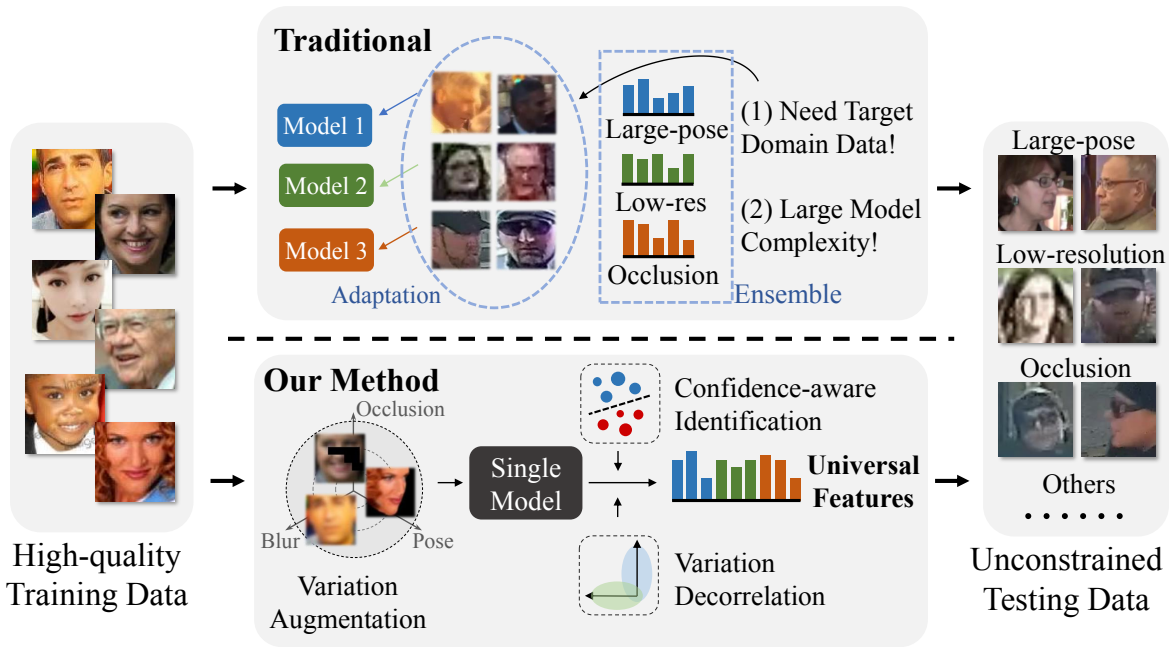 Traditional
Model 1
Model 2
Model 3
Adaptation
Large-pose
Low-res
Occlusion
Ensemble
(1) Need Target
Domain Data!
(2) Large Model
Complexity!
High-quality
Training Data
Our Method
Occlusion
Blur
Pose
Variation
Augmentation
Single
Model
Confidence-aware
Identification
Universal
Features
Variation
Decorrelation
Large-pose
Low-resolution
Occlusion
Others
......
Unconstrained
Testing Data